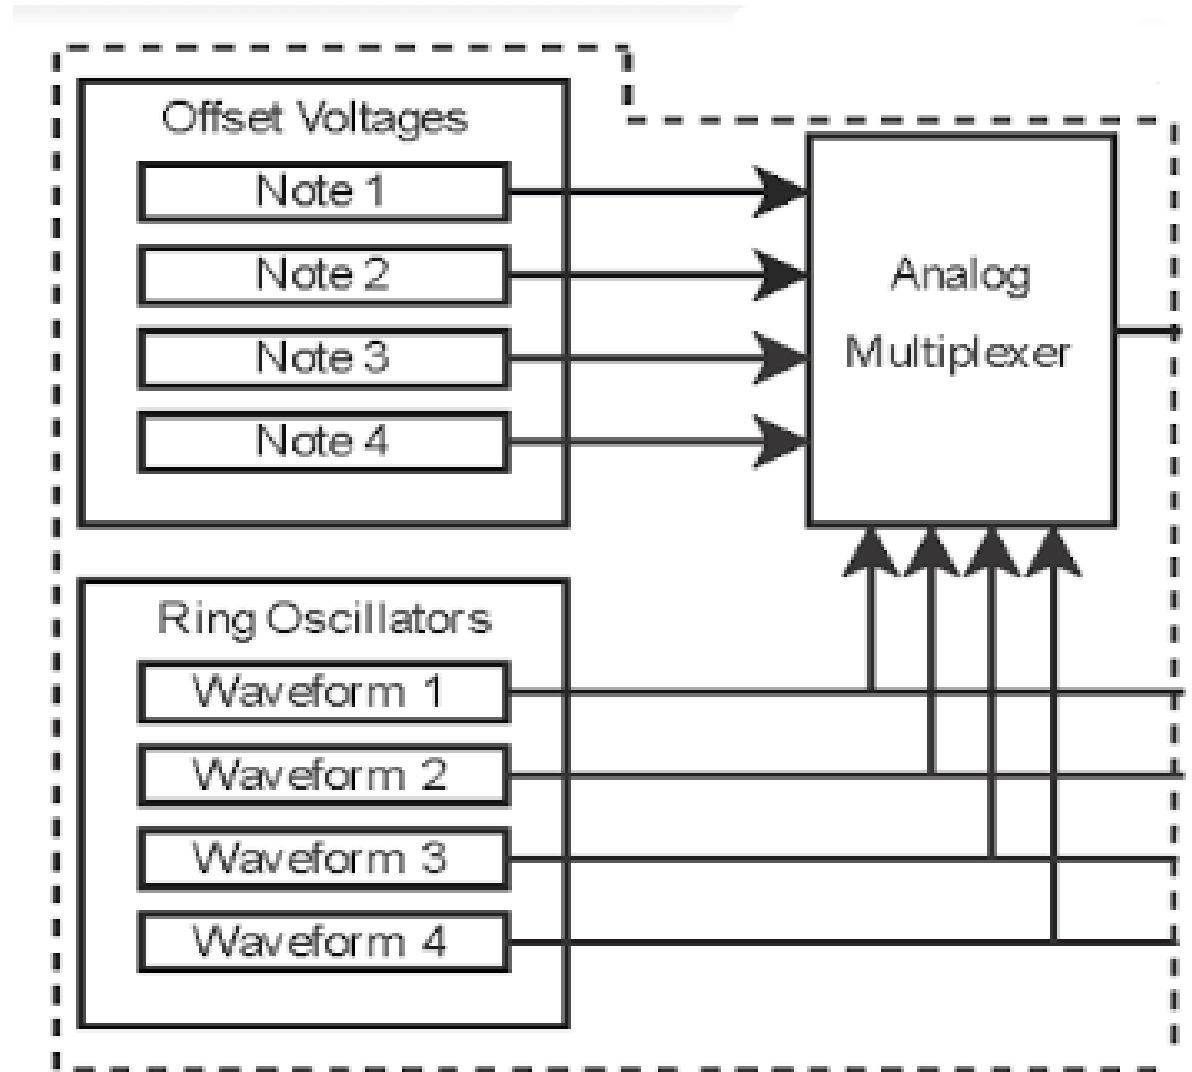 Offset Voltages
Note 1
Note 2
Note 3
Note 4
Analog
Multiplexer
Ring Oscillators
Waveform 1
Waveform 2
Waveform 3
Waveform 4